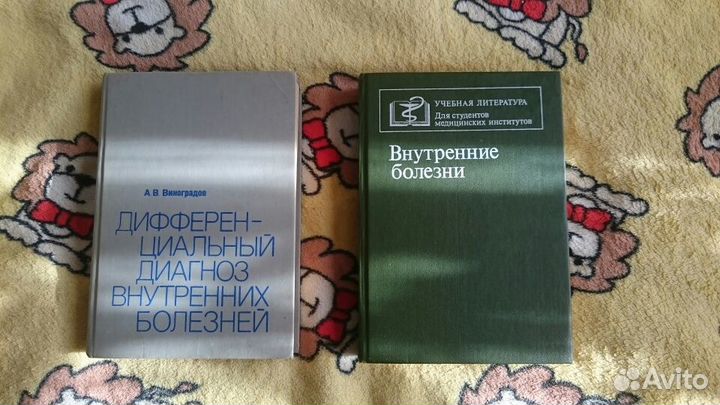 А. В. Виноградов
ДИФФЕРЕН-
ЦИАЛЬНЫЙ
ДИАГНОЗ
ВНУТРЕННИХ
БОЛЕЗНЕЙ
УЧЕБНАЯ ЛИТЕРАТУРА
Для студентов
медицинских институтов
Внутренние
болезни
Avito